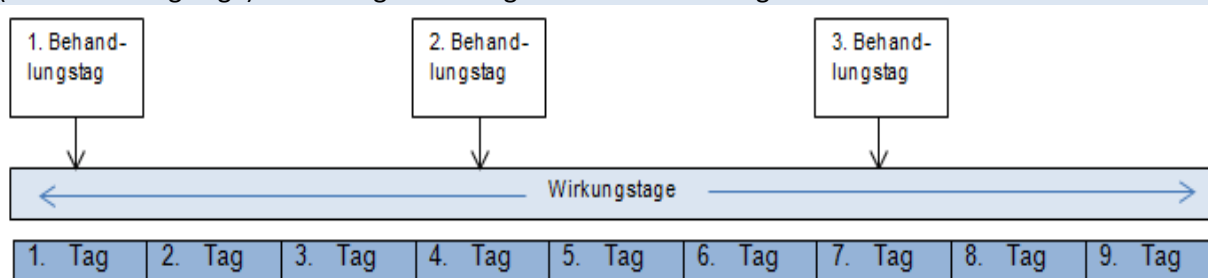 1. Behand-
lungstag
2. Behand-
lungstag
3. Behand-
lungstag
Wirkungstage
1. Tag 2. Tag 3. Tag 4. Tag 5. Tag 6. Tag 7. Tag 8. Tag 9. Tag